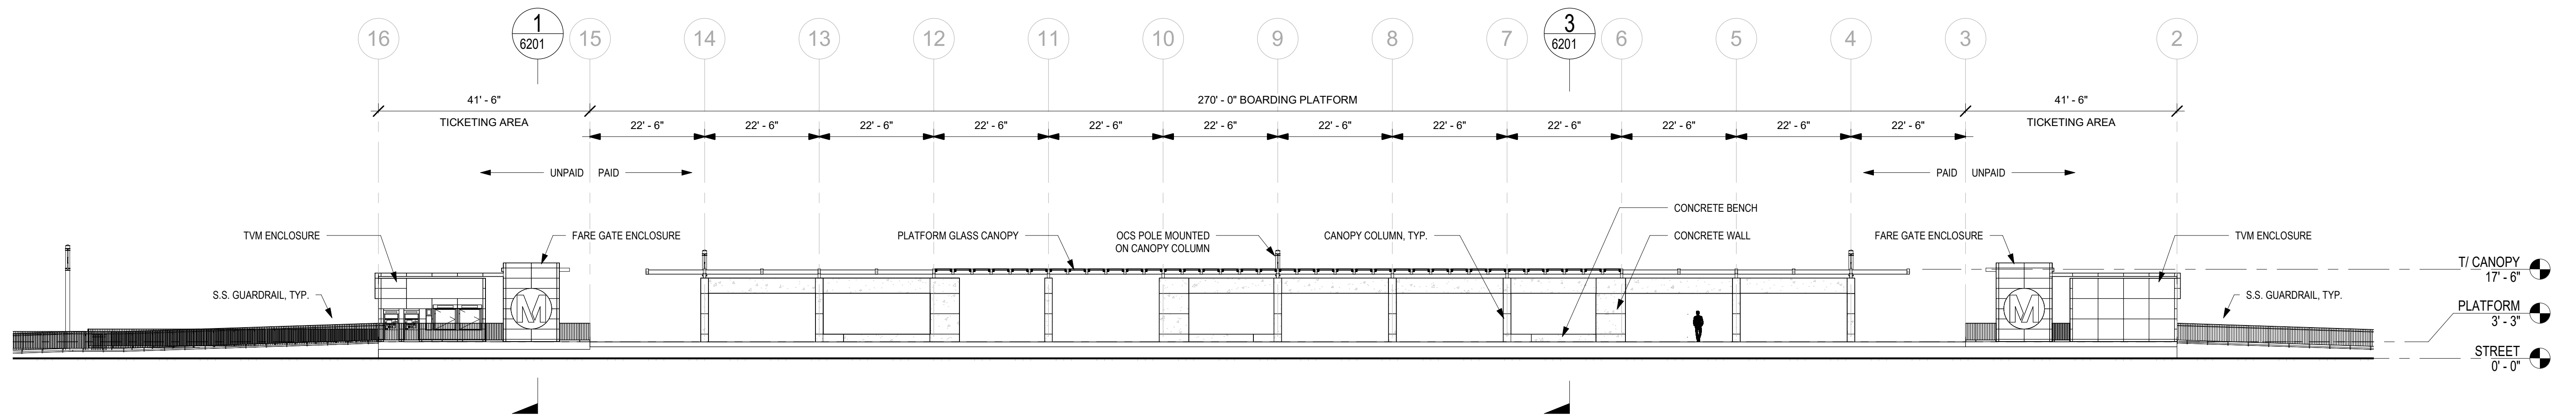 16
1
6201
15
14
13
12
11
10
9
8
7
3
6201
6
5
4
3
2
41' - 6"
270' - 0" BOARDING PLATFORM
41' - 6"
TICKETING AREA
22' - 6"
22' - 6"
22' - 6"
22' - 6"
22' - 6"
22' - 6"
22' - 6"
22' - 6"
22' - 6"
22' - 6"
22' - 6"
22' - 6"
TICKETING AREA
UNPAID PAID
PAID UNPAID
CONCRETE BENCH
TVM ENCLOSURE
FARE GATE ENCLOSURE
PLATFORM GLASS CANOPY
OCS POLE MOUNTED
ON CANOPY COLUMN
CANOPY COLUMN, TYP.
CONCRETE WALL
FARE GATE ENCLOSURE
TVM ENCLOSURE
T/ CANOPY
17' - 6"
S.S. GUARDRAIL, TYP.
S.S. GUARDRAIL, TYP.
M
M
PLATFORM
3' - 3"
STREET
0' - 0"